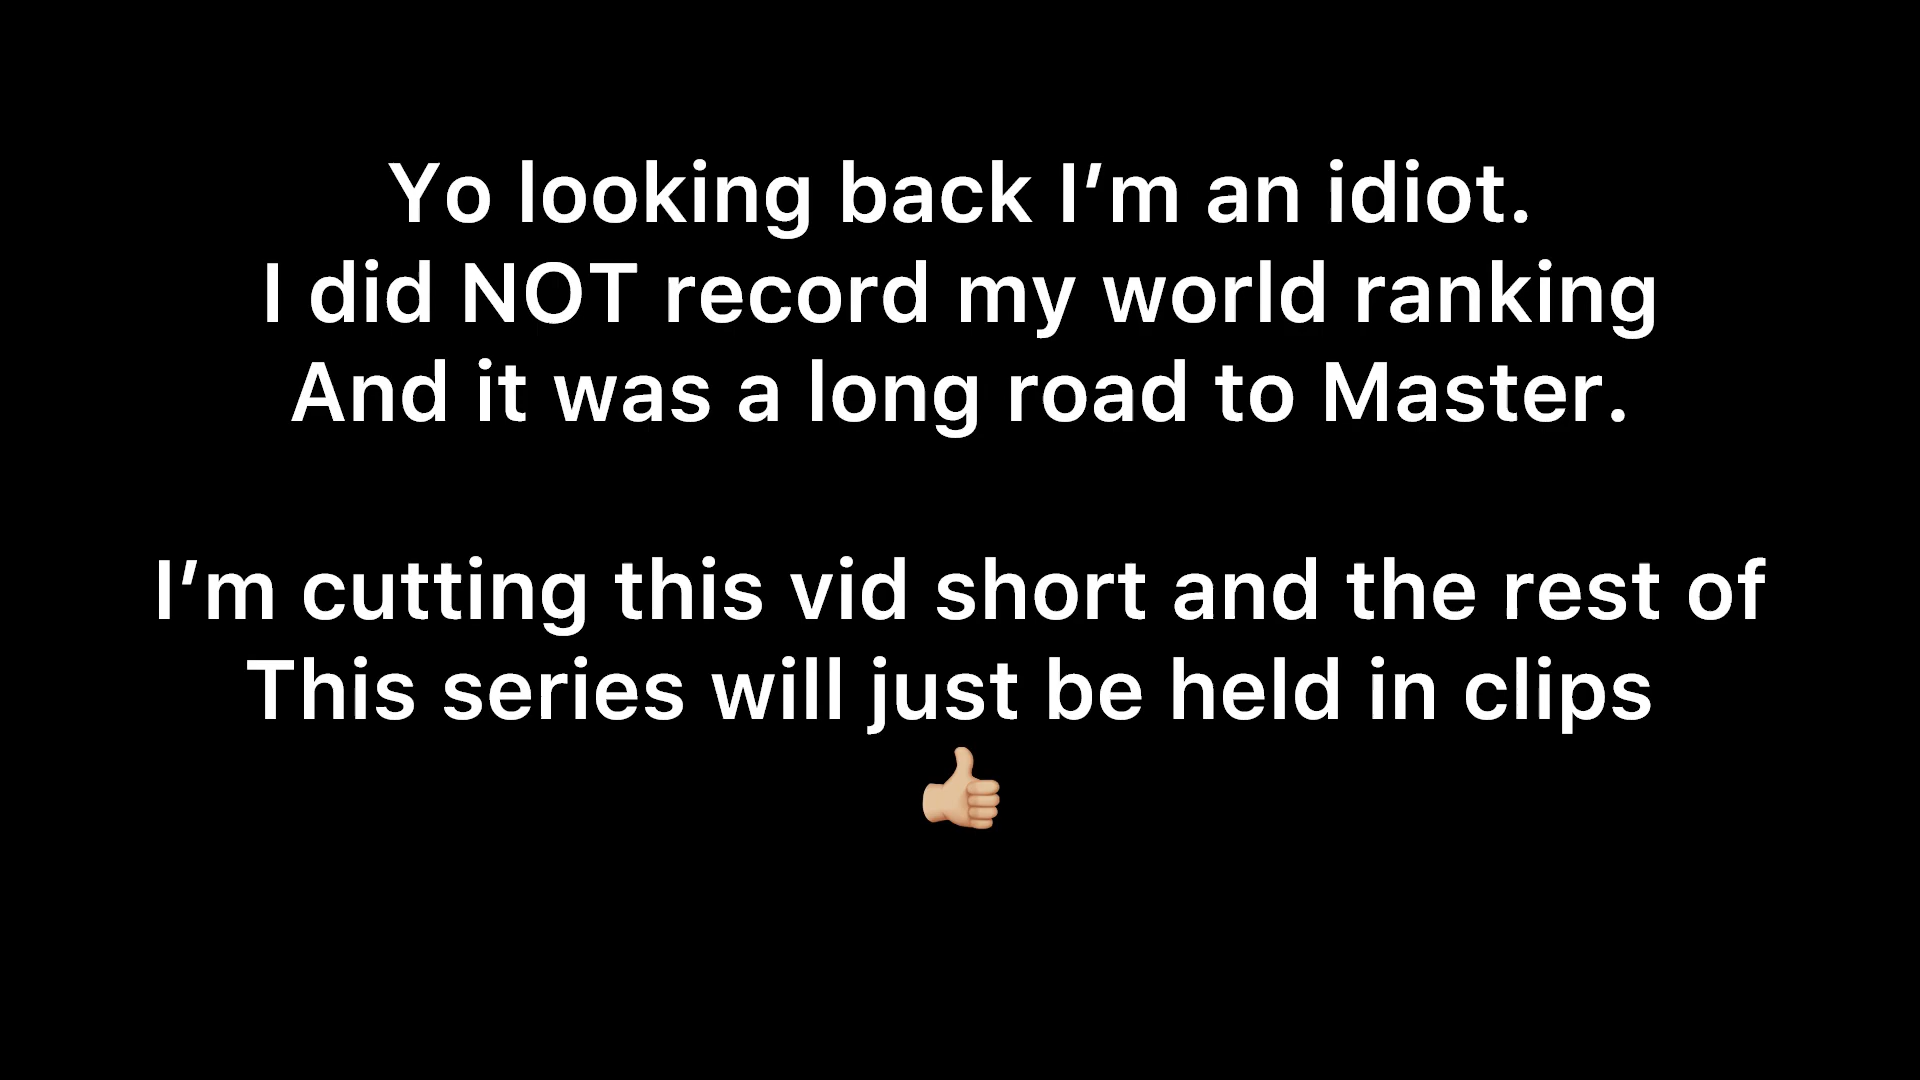 Yo looking back I’m an idiot.
I did NOT record my world ranking
And it was a long road to Master.
I’m cutting this vid short and the rest of
This series will just be held in clips
👍🏼